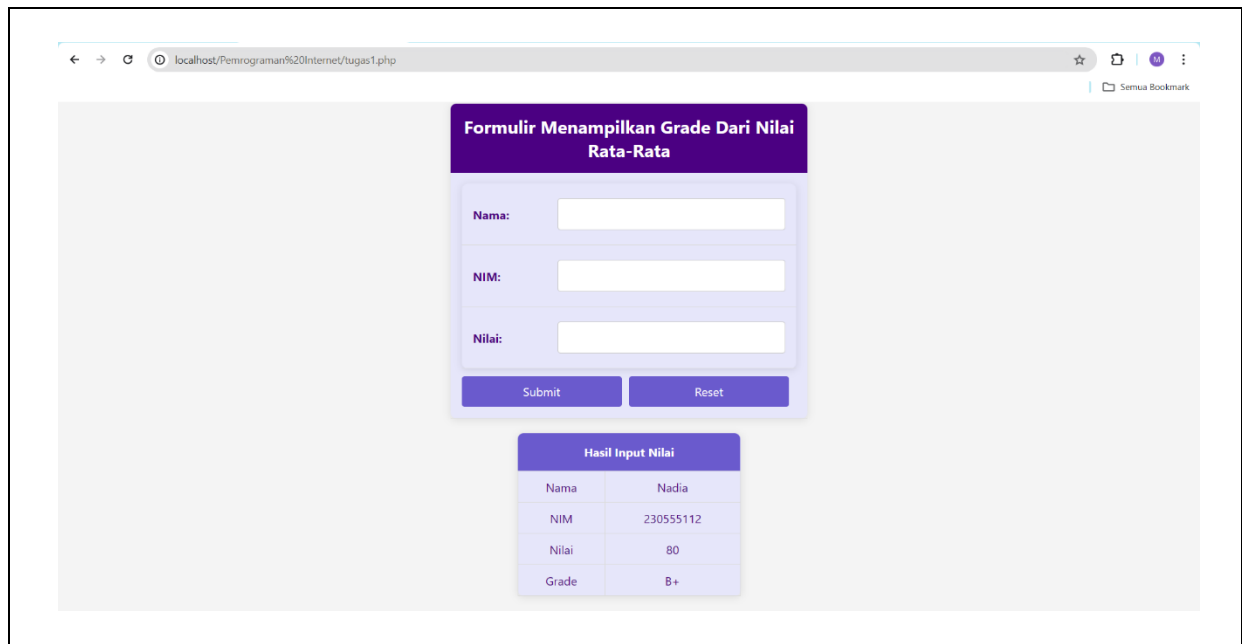 localhost/Pemrograman%20Internet/tugas1.php
M
Semua Bookmark
Formulir Menampilkan Grade Dari Nilai
Rata-Rata
Nama:
NIM:
Nilai:
Submit Reset
Hasil Input Nilai
Nama Nadia
NIM 230555112
Nilai 80
Grade B+